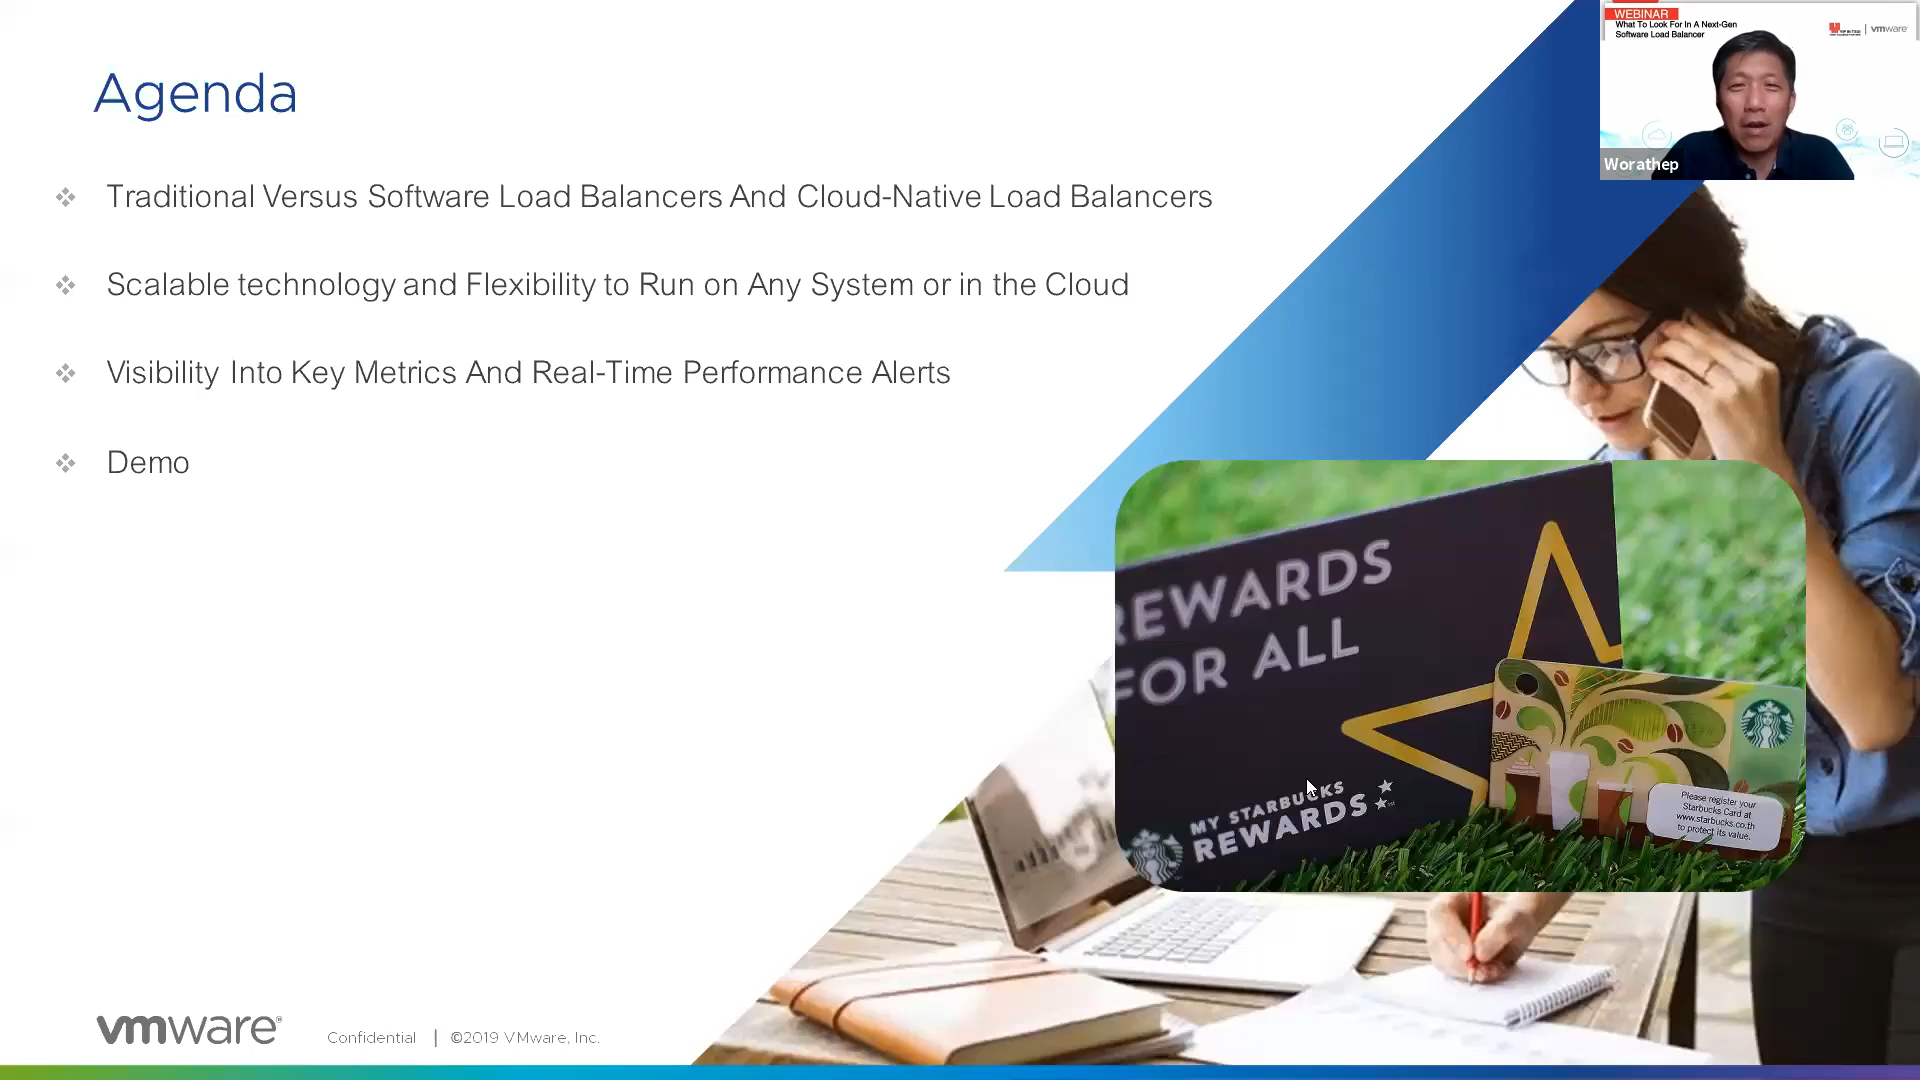 Agenda
Traditional Versus Software Load Balancers And Cloud-Native Load Balancers
Scalable technology and Flexibility to Run on Any System or in the Cloud
Visibility Into Key Metrics And Real-Time Performance Alerts
Demo
WEBINAR
What To Look For In A Next-Gen
Software Load Balancer
vmware
Worathep
REWARDS
FOR ALL
MY STARBUCKS
REWARDS
Please register your
Starbucks Card at
www.starbucks.co.th
to protect its value.
vmware
Confidential | ©2019 VMware, Inc.